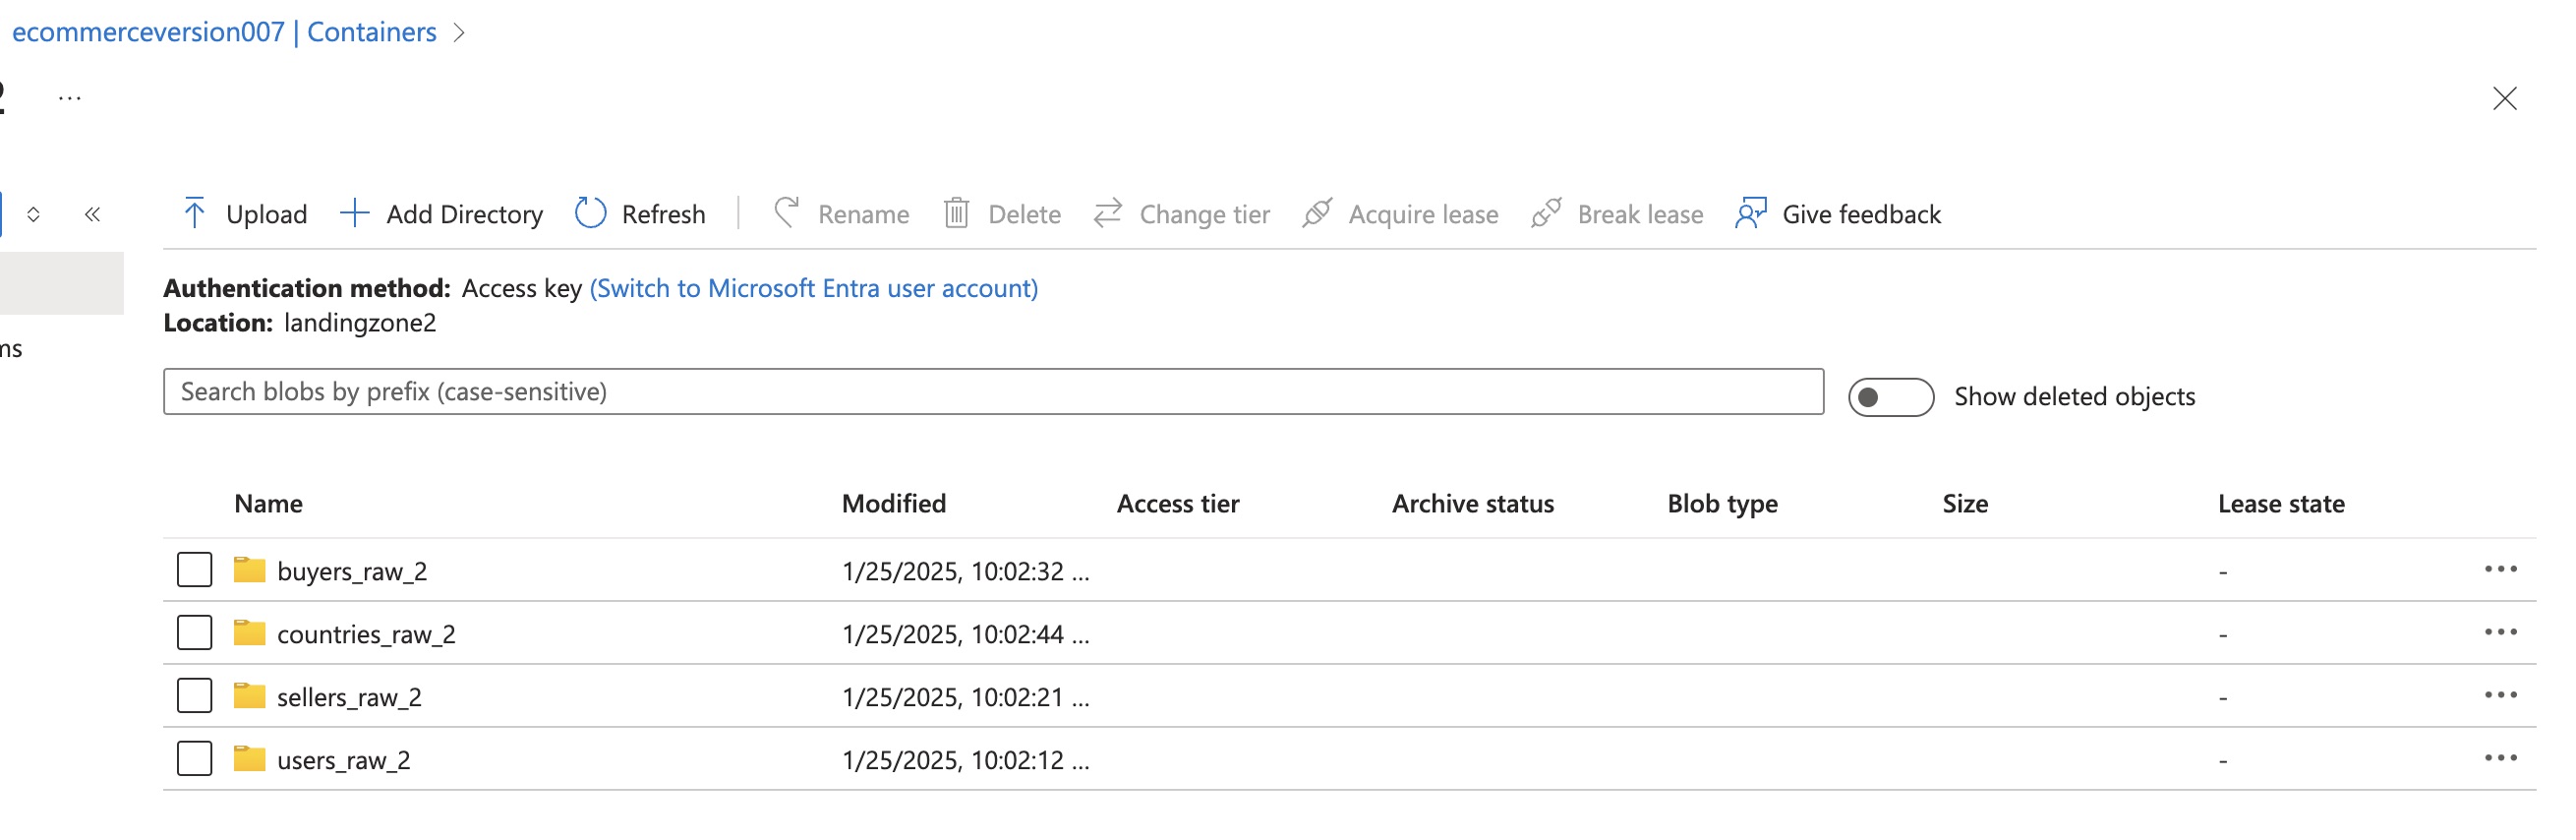 ecommerceversion007 | Containers >
2 ...
Upload Add Directory Refresh Rename Delete Change tier Acquire lease Break lease Give feedback
Authentication method: Access key (Switch to Microsoft Entra user account)
Location: landingzone2
ms
Search blobs by prefix (case-sensitive) Show deleted objects
Name Modified Access tier Archive status Blob type Size Lease state
buyers_raw_2 1/25/2025, 10:02:32 ... -
countries_raw_2 1/25/2025, 10:02:44 ... -
sellers_raw_2 1/25/2025, 10:02:21 ... -
users_raw_2 1/25/2025, 10:02:12 ... -